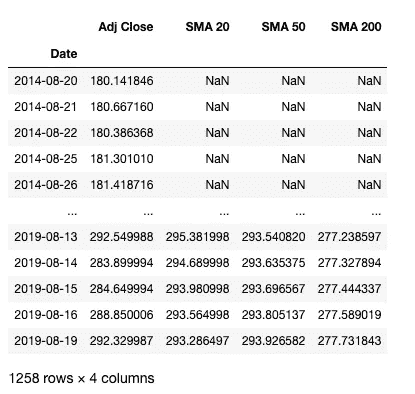 Adj Close SMA 20 SMA 50 SMA 200
Date
2014-08-20 180.141846 NaN NaN NaN
2014-08-21 180.667160 NaN NaN NaN
2014-08-22 180.386368 NaN NaN NaN
2014-08-25 181.301010 NaN NaN NaN
2014-08-26 181.418716 NaN NaN NaN
... ... ... ... ...
2019-08-13 292.549988 295.381998 293.540820 277.238597
2019-08-14 283.899994 294.689998 293.635375 277.327894
2019-08-15 284.649994 293.980998 293.696567 277.444337
2019-08-16 288.850006 293.564998 293.805137 277.589019
2019-08-19 292.329987 293.286497 293.926582 277.731843
1258 rows × 4 columns